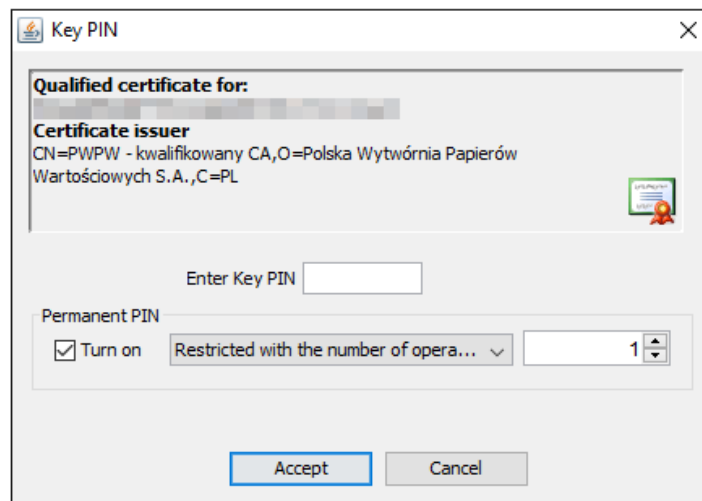 Key PIN
Qualified certificate for:
Certificate issuer
CN=PWPW - kwalifikowany CA,O=Polska Wytwórnia Papierów
Wartościowych S.A.,C=PL
Enter Key PIN
Permanent PIN
Turn on Restricted with the number of opera... 1
Accept Cancel